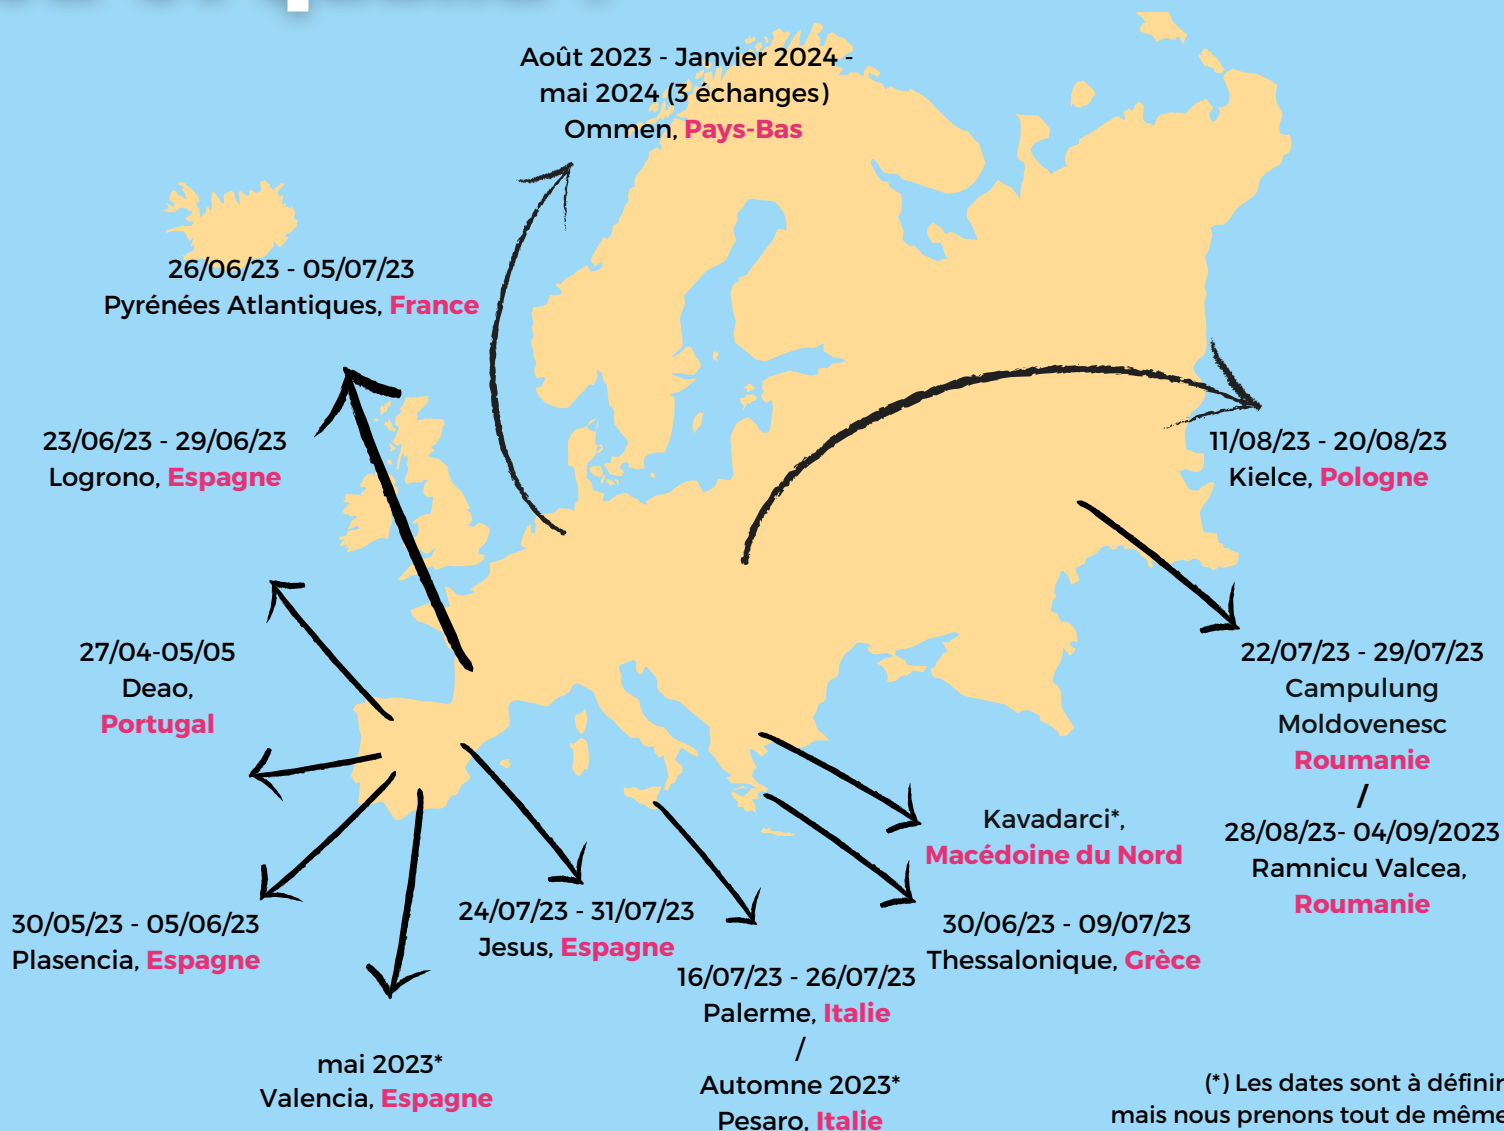 Août 2023 - Janvier 2024 -
mai 2024 (3 échanges)
Ommen, Pays-Bas
26/06/23 - 05/07/23
Pyrénées Atlantiques, France
23/06/23 - 29/06/23
Logrono, Espagne
11/08/23 - 20/08/23
Kielce, Pologne
27/04-05/05
Deao,
Portugal
22/07/23 - 29/07/23
Campulung
Moldovenesc
Roumanie
/
28/08/23- 04/09/2023
Ramnicu Valcea,
Roumanie
Kavadarci*,
Macédoine du Nord
30/05/23 - 05/06/23
Plasencia, Espagne
24/07/23 - 31/07/23
Jesus, Espagne
30/06/23 - 09/07/23
Thessalonique, Grèce
16/07/23 - 26/07/23
Palerme, Italie
/
Automne 2023*
Pesaro, Italie
mai 2023*
Valencia, Espagne
(*) Les dates sont à définir
mais nous prenons tout de même